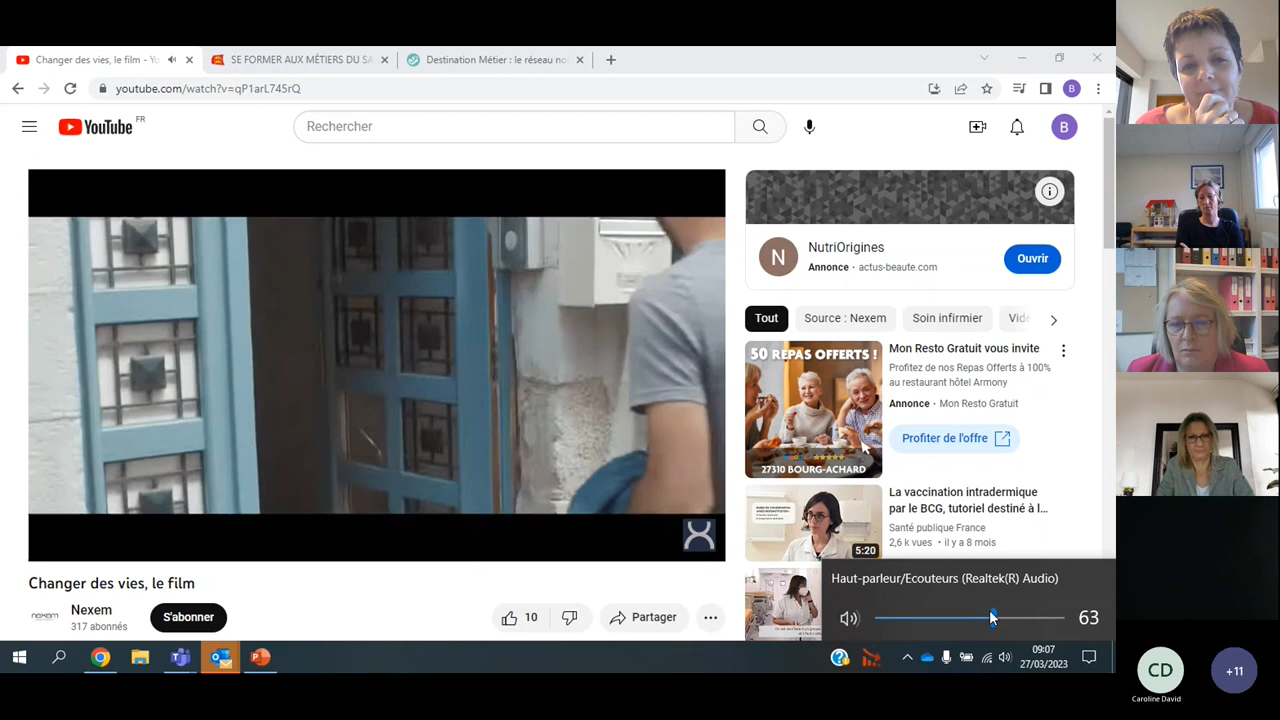 Changer des vies, le film - Yo
SE FORMER AUX MÉTIERS DU SA
Destination Métier : le réseau no
youtube.com/watch?v=qP1arL745rQ
B
YouTube FR
Rechercher
B
NutriOrigines
N
Annonce · actus-beaute.com
Ouvrir
Tout
Source : Nexem
Soin infirmier
Vidé
50 REPAS OFFERTS !
27310 BOURG-ACHARD
Mon Resto Gratuit vous invite
Profitez de nos Repas Offerts à 100%
au restaurant hôtel Armony
Annonce · Mon Resto Gratuit
Profiter de l'offre
5:20
La vaccination intradermique
par le BCG, tutoriel destiné à l...
Santé publique France
2,6 k vues · il y a 8 mois
Changer des vies, le film
nexem
Nexem
317 abonnés
S'abonner
10
Partager
Haut-parleur/Ecouteurs (Realtek(R) Audio)
63
09:07
27/03/2023
CD
Caroline David
+11